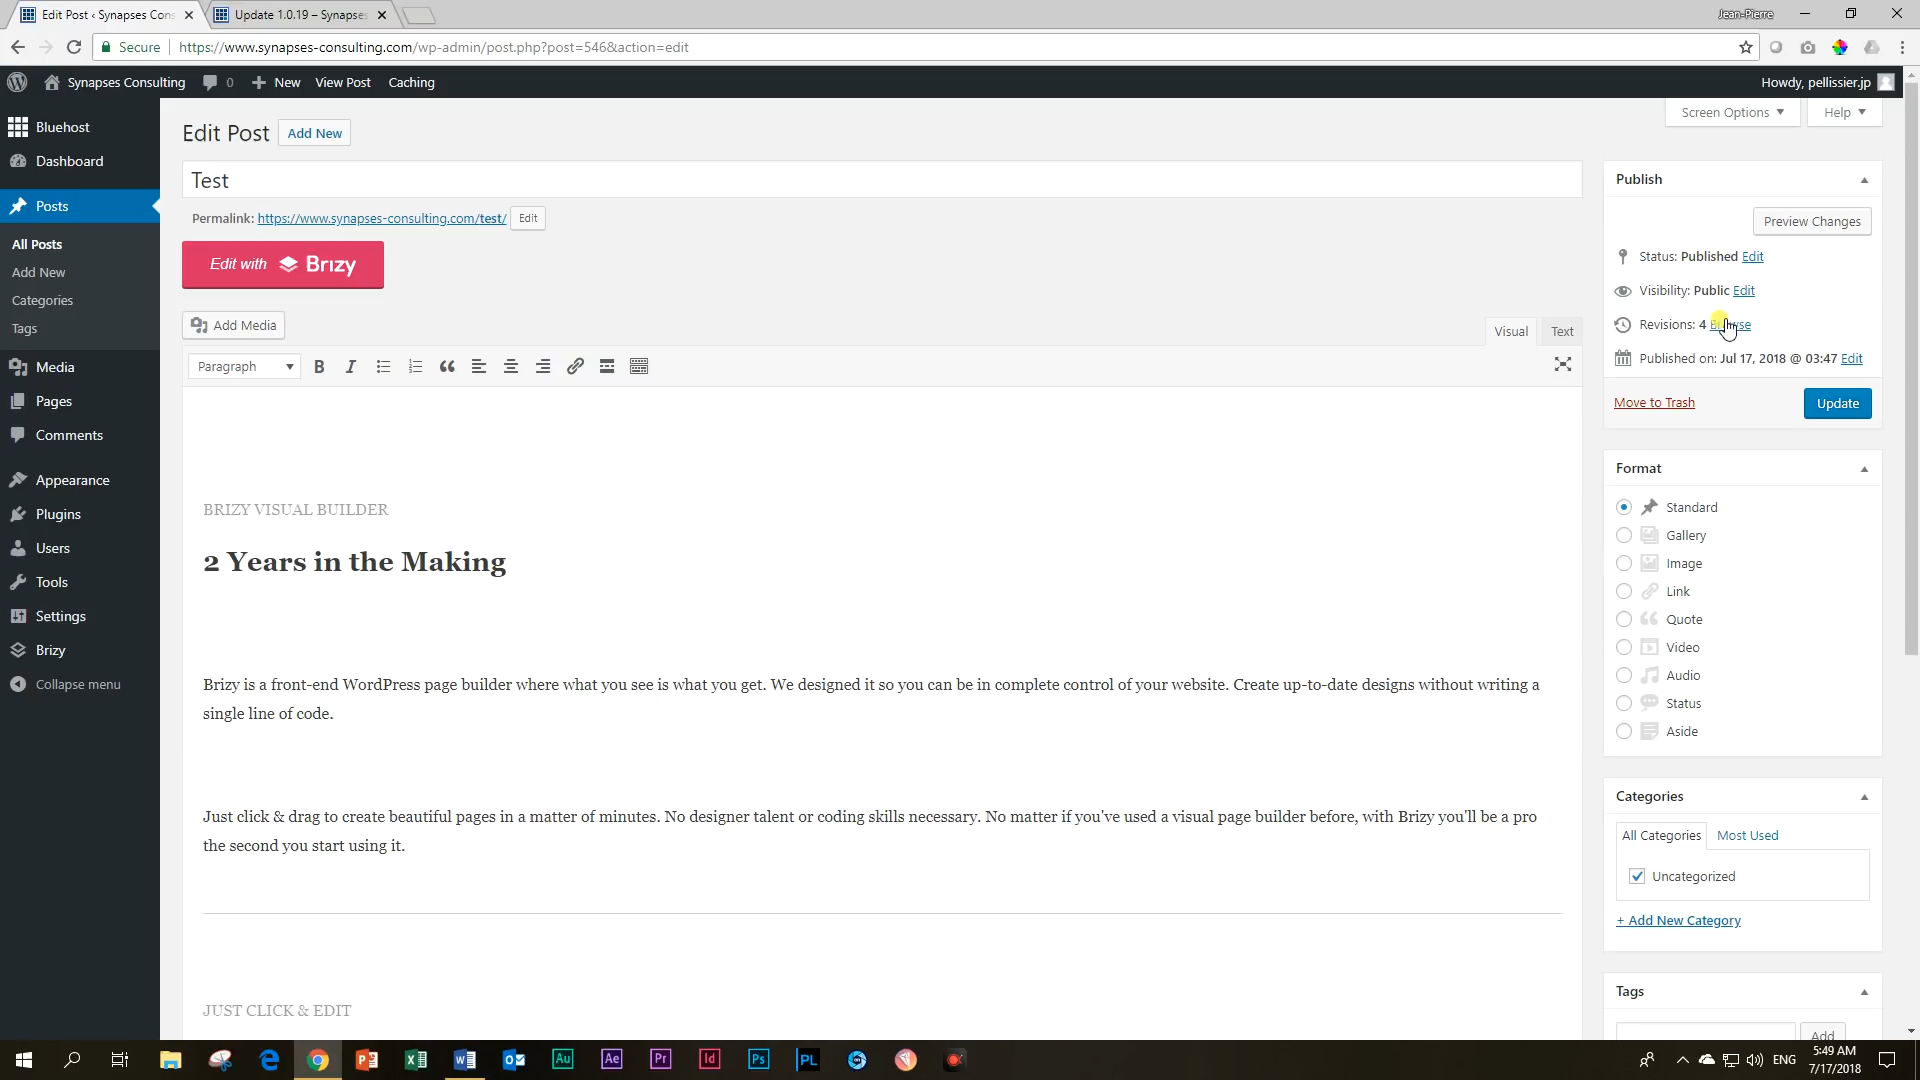 Edit Post ‹ Synapses Cons
Update 1.0.19 – Synapses
Jean-Pierre
Secure
https://www.synapses-consulting.com/wp-admin/post.php?post=546&action=edit
Synapses Consulting
0
New
View Post
Caching
Howdy, pellissier.jp
Bluehost
Dashboard
Posts
All Posts
Add New
Categories
Tags
Media
Pages
Comments
Appearance
Plugins
Users
Tools
Settings
Brizy
Collapse menu
Screen Options
Help
Edit Post
Add New
Test
Permalink: https://www.synapses-consulting.com/test/
Edit
Edit with Brizy
Add Media
Visual
Text
Paragraph
B
I
BRIZY VISUAL BUILDER
2 Years in the Making
Brizy is a front-end WordPress page builder where what you see is what you get. We designed it so you can be in complete control of your website. Create up-to-date designs without writing a
single line of code.
Just click & drag to create beautiful pages in a matter of minutes. No designer talent or coding skills necessary. No matter if you've used a visual page builder before, with Brizy you'll be a pro
the second you start using it.
JUST CLICK & EDIT
Publish
Preview Changes
Status: Published Edit
Visibility: Public Edit
Revisions: 4 Browse
Published on: Jul 17, 2018 @ 03:47 Edit
Move to Trash
Update
Format
Standard
Gallery
Image
Link
Quote
Video
Audio
Status
Aside
Categories
All Categories
Most Used
Uncategorized
+ Add New Category
Tags
Add
Au
Ae
Pr
Id
Ps
PL
ENG
5:49 AM
7/17/2018